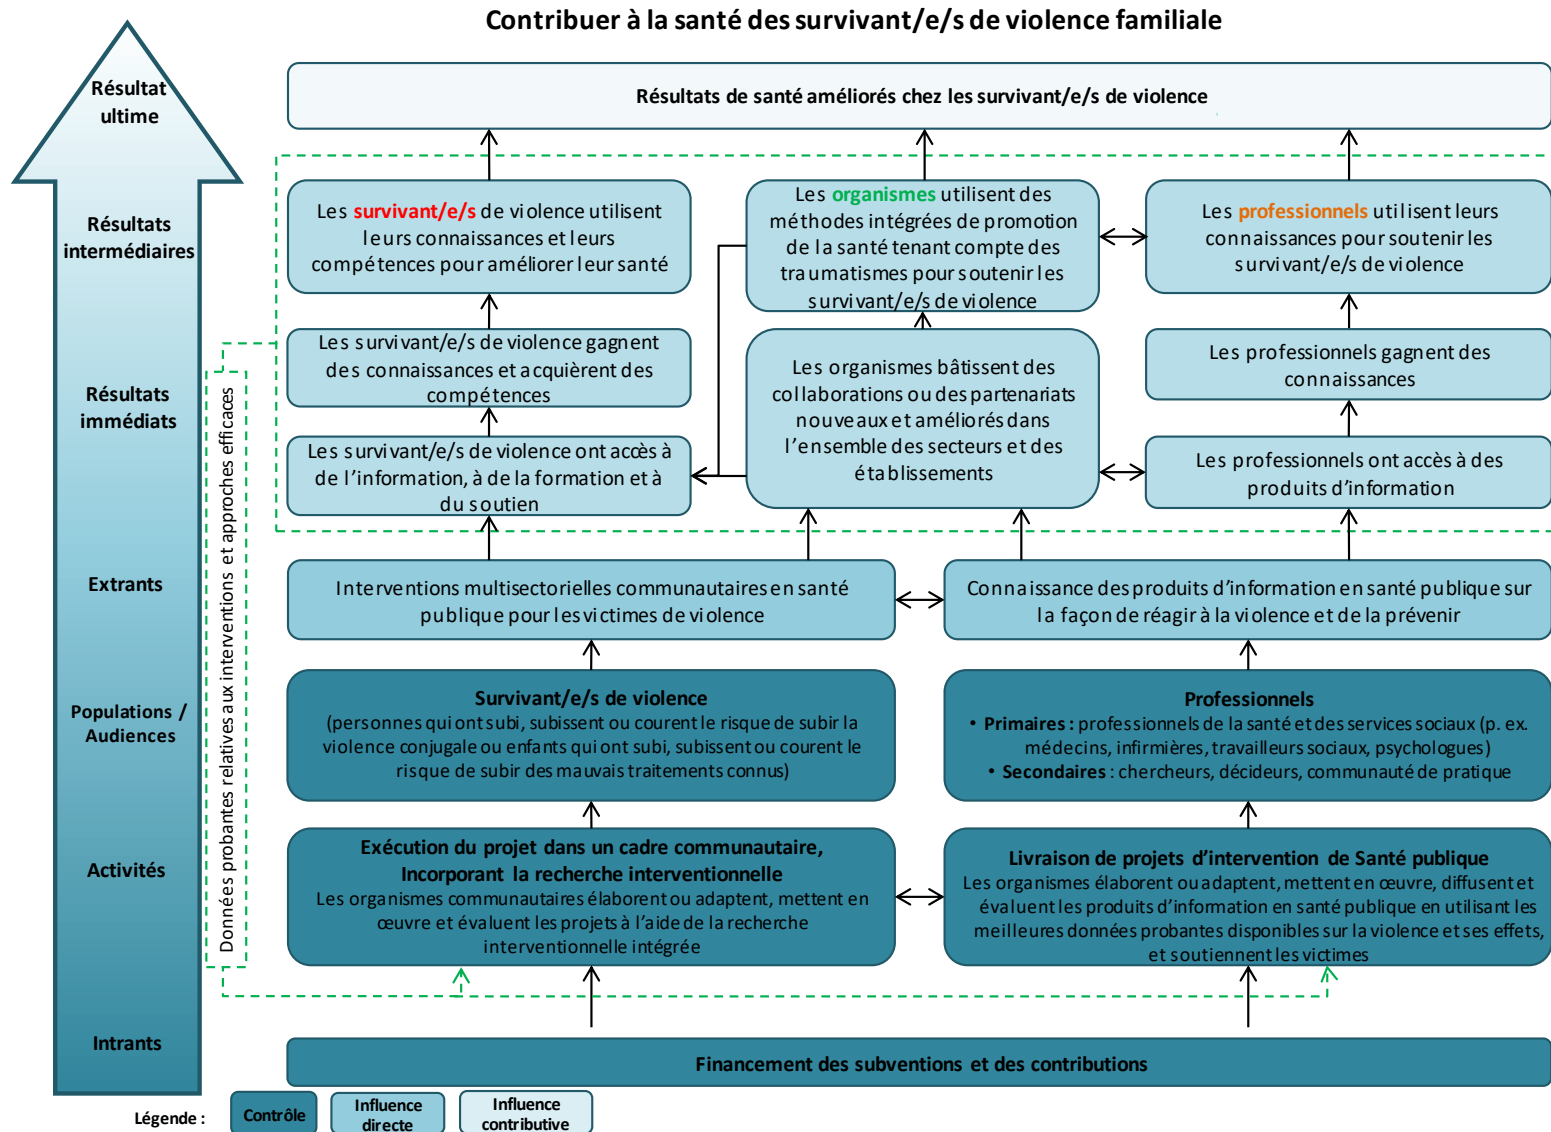 Contribuer à la santé des survivant/e/s de violence familiale
Résultat
ultime
Résultats de santé améliorés chez les survivant/e/s de violence
Résultats
intermédiaires
Les survivant/e/s de violence utilisent
leurs connaissances et leurs
compétences pour améliorer leur santé
Les organismes utilisent des
méthodes intégrées de promotion
de la santé tenant compte des
traumatismes pour soutenir les
survivant/e/s de violence
Les professionnels utilisent leurs
connaissances pour soutenir les
survivant/e/s de violence
Résultats
immédiats
Les survivant/e/s de violence gagnent
des connaissances et acquièrent des
compétences
Les organismes bâtissent des
collaborations ou des partenariats
nouveaux et améliorés dans
l'ensemble des secteurs et des
établissements
Les professionnels gagnent des
connaissances
Les survivant/e/s de violence ont accès à
de l'information, à de la formation et à
du soutien
Les professionnels ont accès à des
produits d'information
Données probantes relatives aux interventions et approches efficaces
Extrants
Interventions multisectorielles communautaires en santé
publique pour les victimes de violence
Connaissance des produits d'information en santé publique sur
la façon de réagir à la violence et de la prévenir
Populations /
Audiences
Survivant/e/s de violence
(personnes qui ont subi, subissent ou courent le risque de subir la
violence conjugale ou enfants qui ont subi, subissent ou courent le
risque de subir des mauvais traitements connus)
Professionnels
• Primaires : professionnels de la santé et des services sociaux (p. ex.
médecins, infirmières, travailleurs sociaux, psychologues)
• Secondaires : chercheurs, décideurs, communauté de pratique
Activités
Exécution du projet dans un cadre communautaire,
Incorporant la recherche interventionnelle
Les organismes communautaires élaborent ou adaptent, mettent en
œuvre et évaluent les projets à l'aide de la recherche
interventionnelle intégrée
Livraison de projets d'intervention de Santé publique
Les organismes élaborent ou adaptent, mettent en œuvre, diffusent et
évaluent les produits d'information en santé publique en utilisant les
meilleures données probantes disponibles sur la violence et ses effets,
et soutiennent les victimes
Intrants
Financement des subventions et des contributions
Légende :
Contrôle
Influence
directe
Influence
contributive